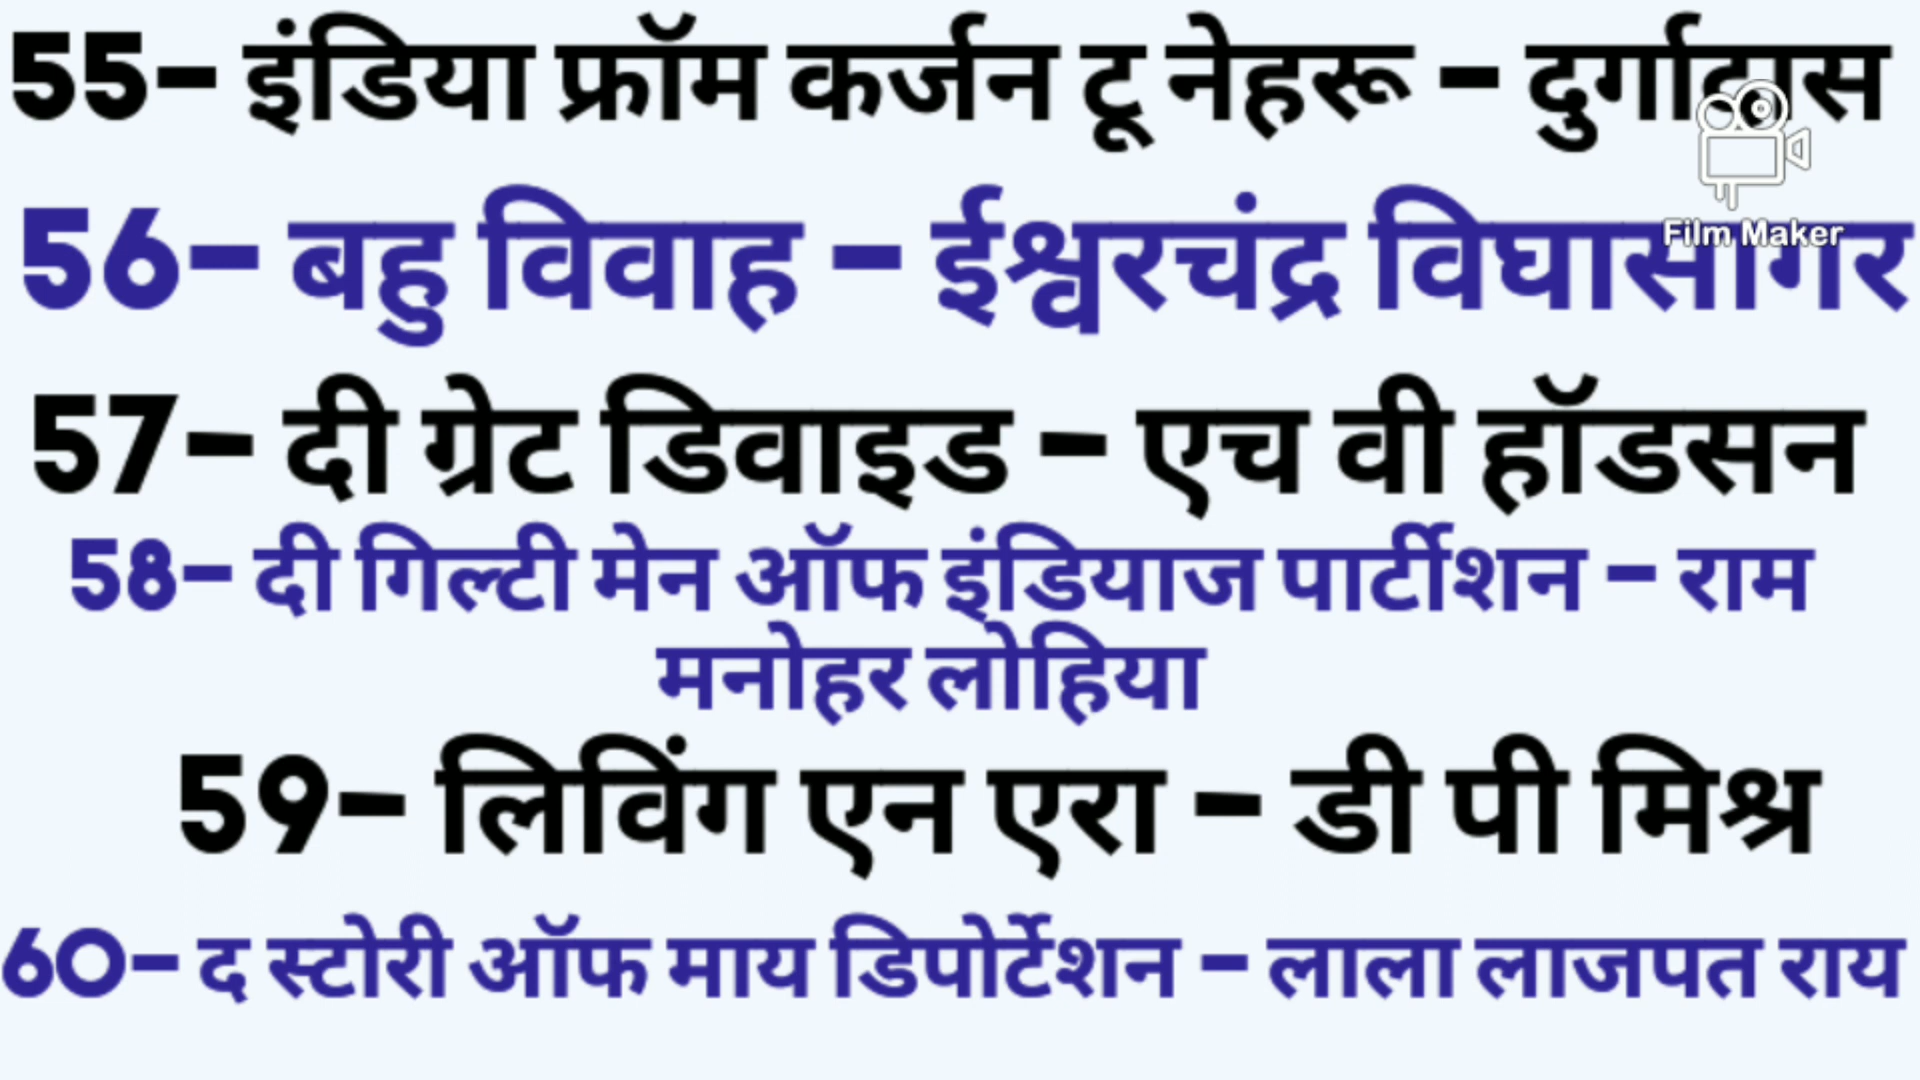 55- इंडिया फ्रॉम कर्जन टू नेहरू - दुर्गादास
56- बहु विवाह - ईश्वरचंद्र विघासागर
57- दी ग्रेट डिवाइड - एच वी हॉडसन
58- दी गिल्टी मेन ऑफ इंडियाज पार्टीशन - राम
मनोहर लोहिया
59- लिविंग एन एरा - डी पी मिश्र
60- द स्टोरी ऑफ माय डिपोर्टेशन - लाला लाजपत राय
Film Maker